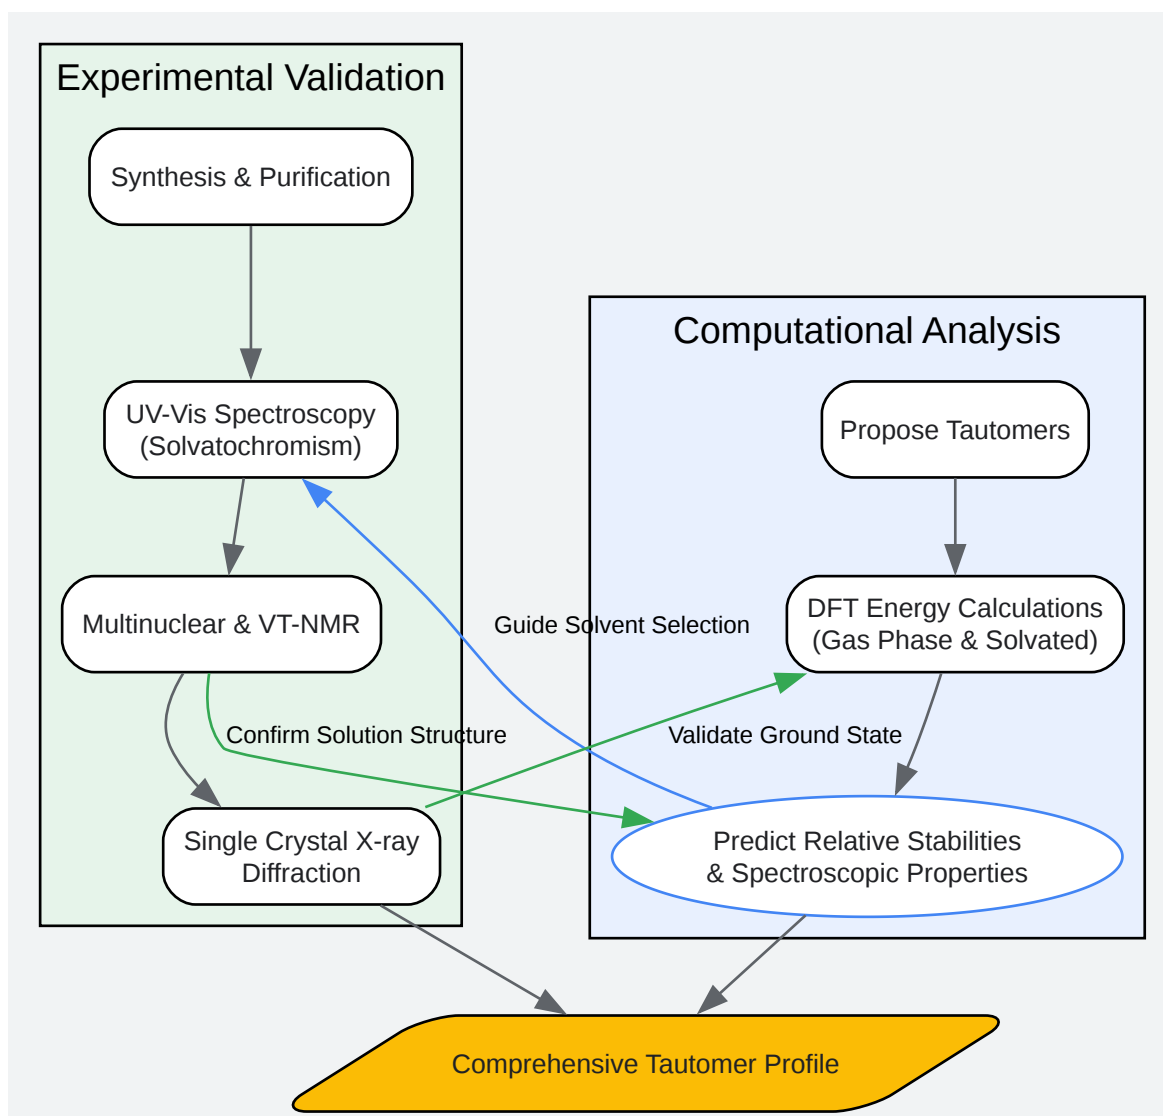 Experimental Validation
Synthesis & Purification
UV-Vis Spectroscopy
(Solvatochromism)
Multinuclear & VT-NMR
Single Crystal X-ray
Diffraction
Computational Analysis
Propose Tautomers
DFT Energy Calculations
(Gas Phase & Solvated)
Predict Relative Stabilities
& Spectroscopic Properties
Guide Solvent Selection
Confirm Solution Structure
Validate Ground State
Comprehensive Tautomer Profile